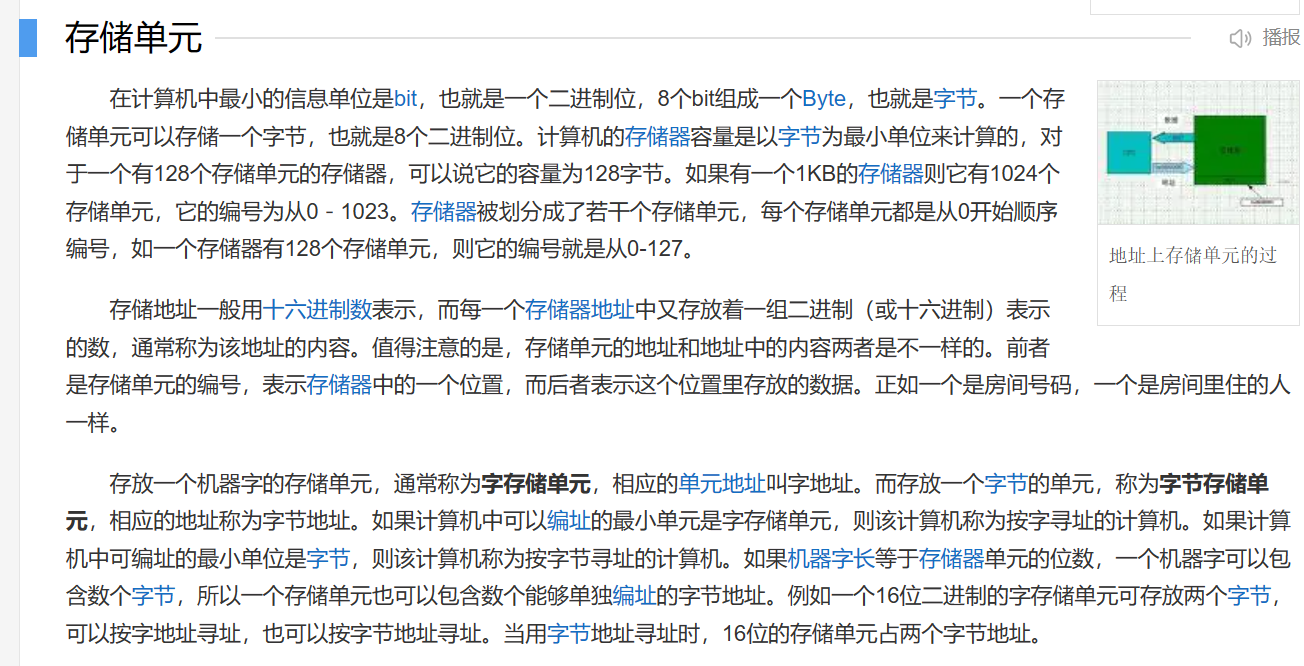 存储单元
播报
在计算机中最小的信息单位是bit，也就是一个二进制位，8个bit组成一个Byte，也就是字节。一个存
储单元可以存储一个字节，也就是8个二进制位。计算机的存储器容量是以字节为最小单位来计算的，对
于一个有128个存储单元的存储器，可以说它的容量为128字节。如果有一个1KB的存储器则它有1024个
存储单元，它的编号为从0－1023。存储器被划分成了若干个存储单元，每个存储单元都是从0开始顺序
编号，如一个存储器有128个存储单元，则它的编号就是从0-127。
数据
地址
地址上存储单元的过
程
存储地址一般用十六进制数表示，而每一个存储器地址中又存放着一组二进制（或十六进制）表示
的数，通常称为该地址的内容。值得注意的是，存储单元的地址和地址中的内容两者是不一样的。前者
是存储单元的编号，表示存储器中的一个位置，而后者表示这个位置里存放的数据。正如一个是房间号码，一个是房间里住的人
一样。
存放一个机器字的存储单元，通常称为字存储单元，相应的单元地址叫字地址。而存放一个字节的单元，称为字节存储单
元，相应的地址称为字节地址。如果计算机中可以编址的最小单元是字存储单元，则该计算机称为按字寻址的计算机。如果计算
机中可编址的最小单位是字节，则该计算机称为按字节寻址的计算机。如果机器字长等于存储器单元的位数，一个机器字可以包
含数个字节，所以一个存储单元也可以包含数个能够单独编址的字节地址。例如一个16位二进制的字存储单元可存放两个字节，
可以按字地址寻址，也可以按字节地址寻址。当用字节地址寻址时，16位的存储单元占两个字节地址。